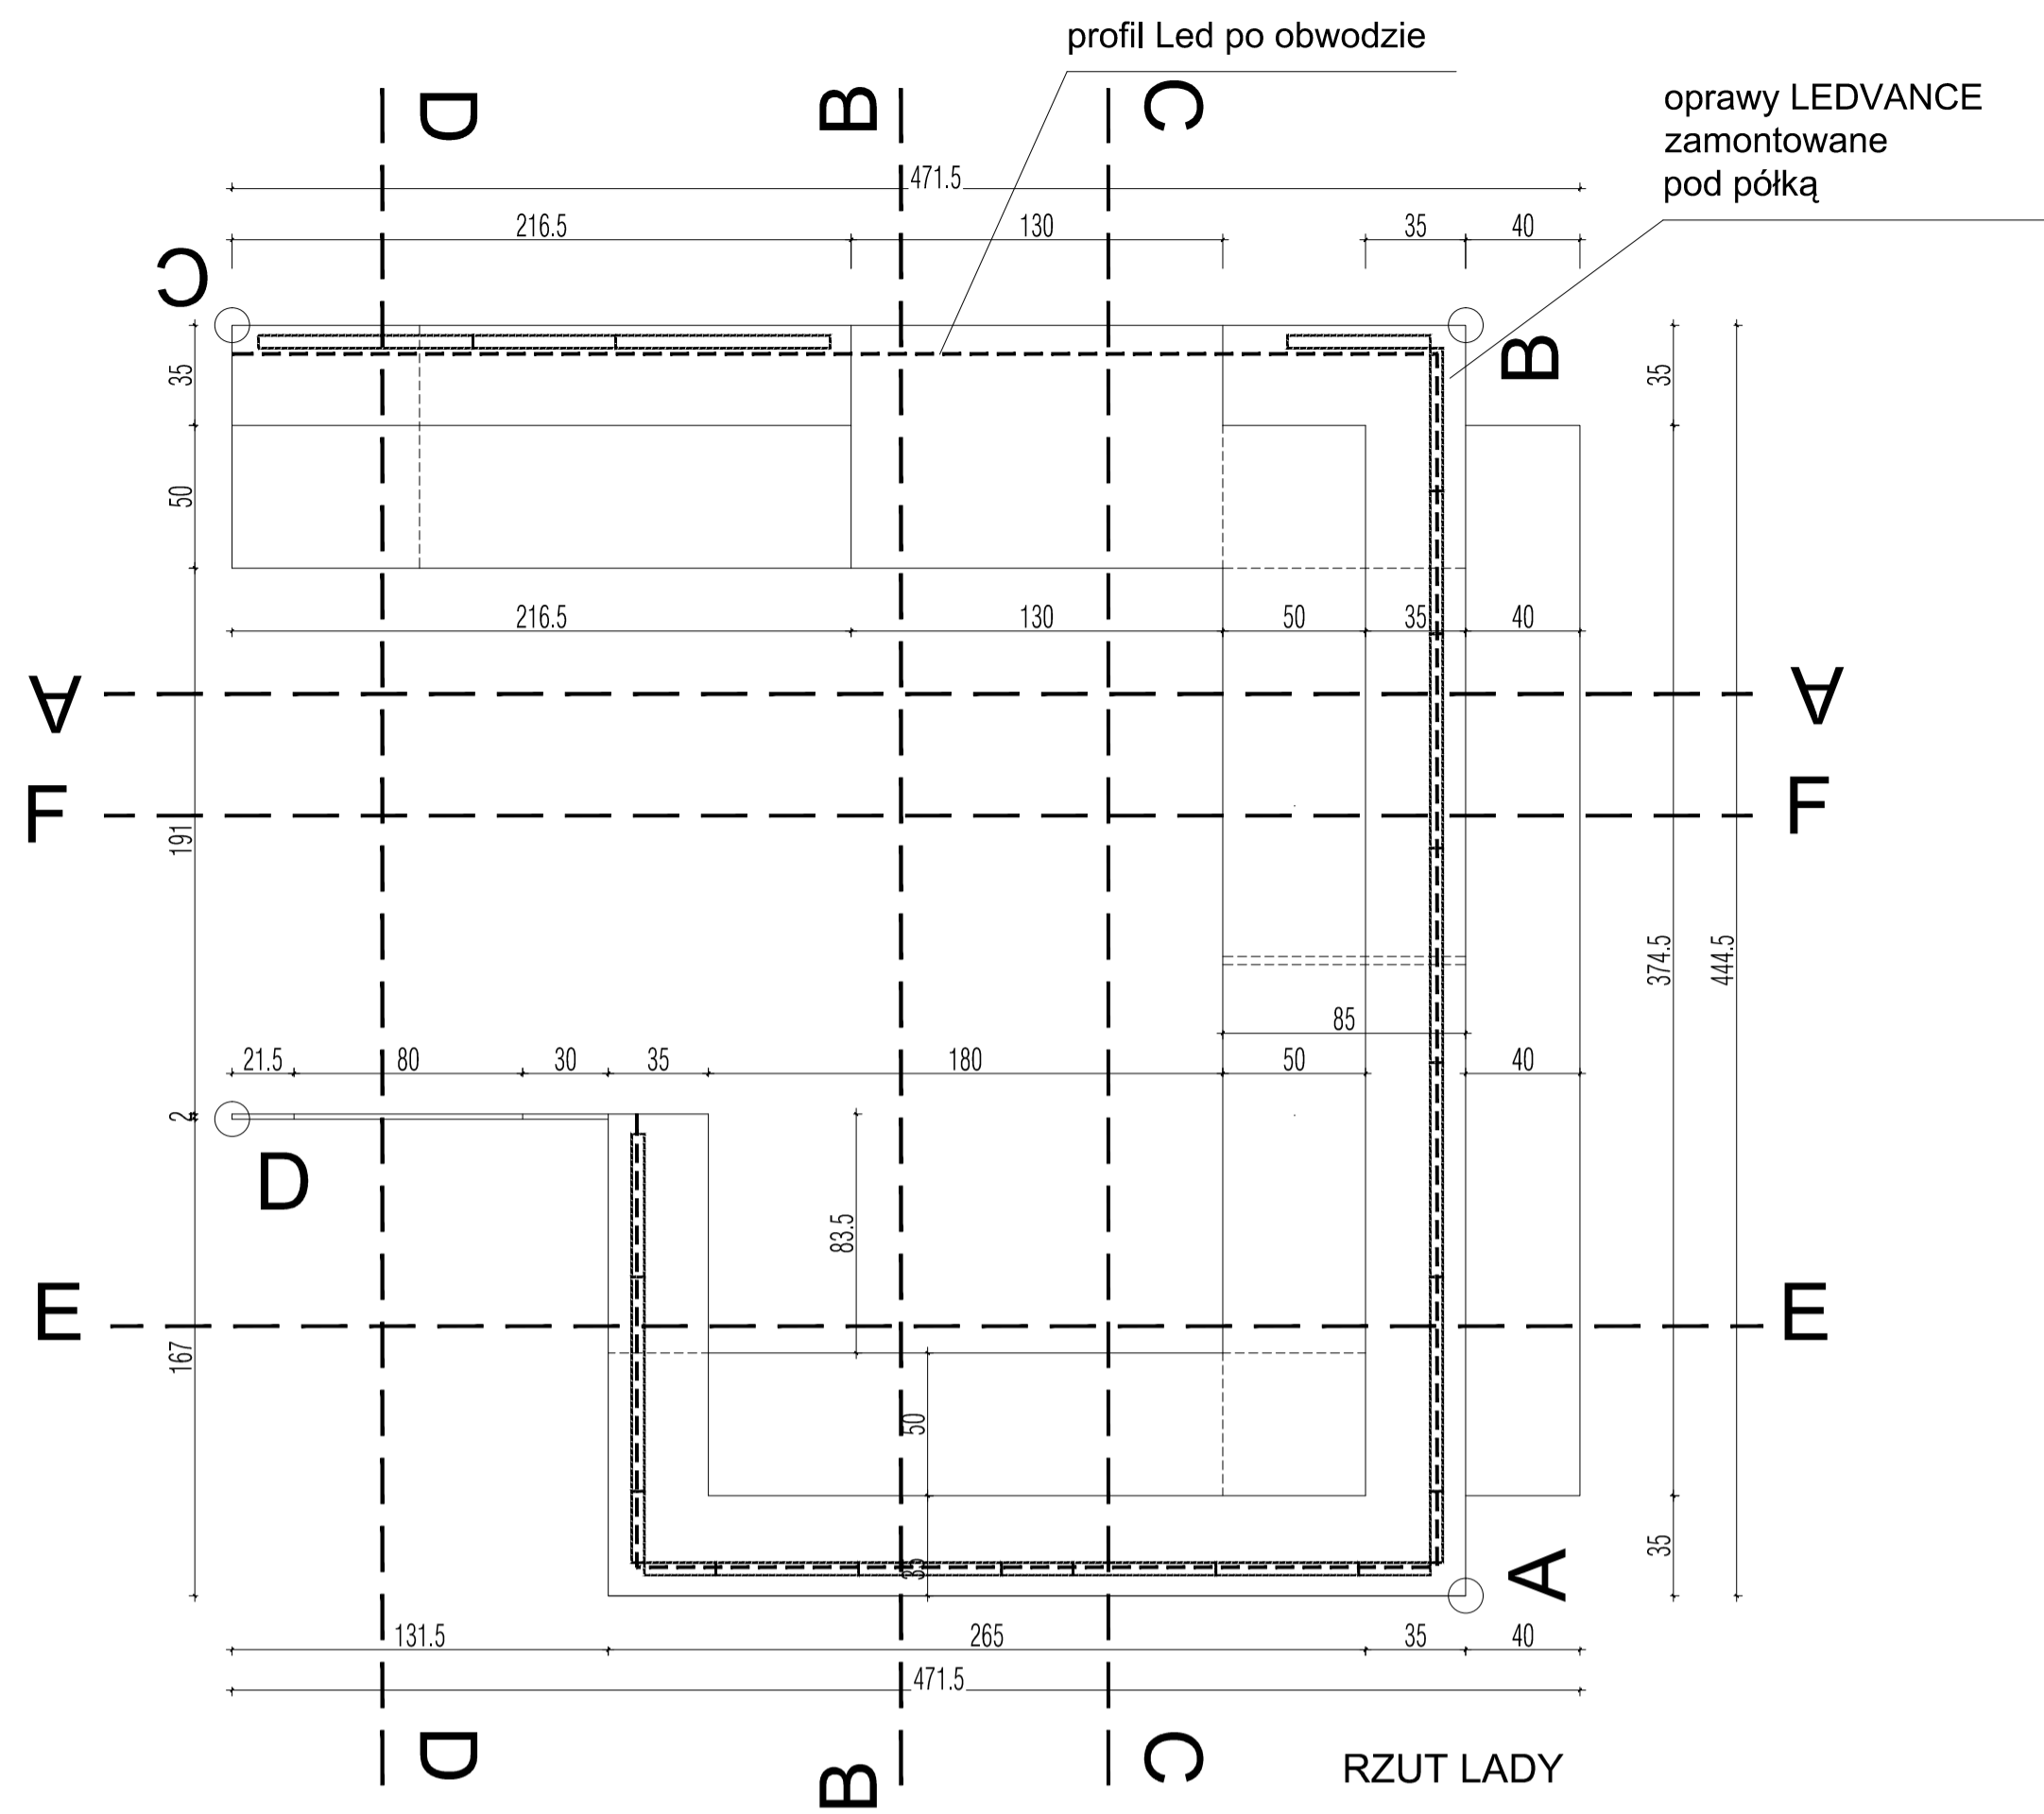 profil Led po obwodzie
oprawy LEDVANCE
zamontowane
pod półką
D B C
471.5
216.5 130 35 40
C
B
35
35
50
216.5 130 50 35 40
A A
F F
191
374.5
444.5
85
21.5 80 30 35 180 50 40
2
D
83.5
E E
167
50
35
35
A
131.5 265 35 40
471.5
D B C
RZUT LADY